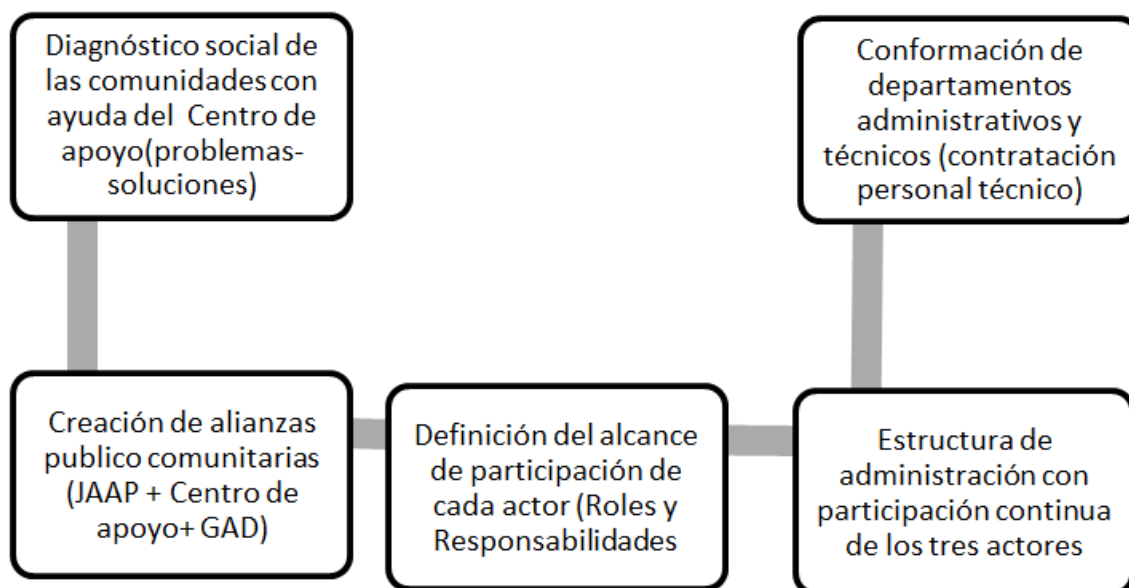 Diagnóstico social de
las comunidades con
ayuda del  Centro de
apoyo(problemas-
soluciones)
Creación de alianzas
publico comunitarias
(JAAP + Centro de
apoyo+ GAD)
Definición del alcance
de participación de
cada actor (Roles y
Responsabilidades
Estructura de
administración con
participación continua
de los tres actores
Conformación de
departamentos
administrativos y
técnicos (contratación
personal técnico)